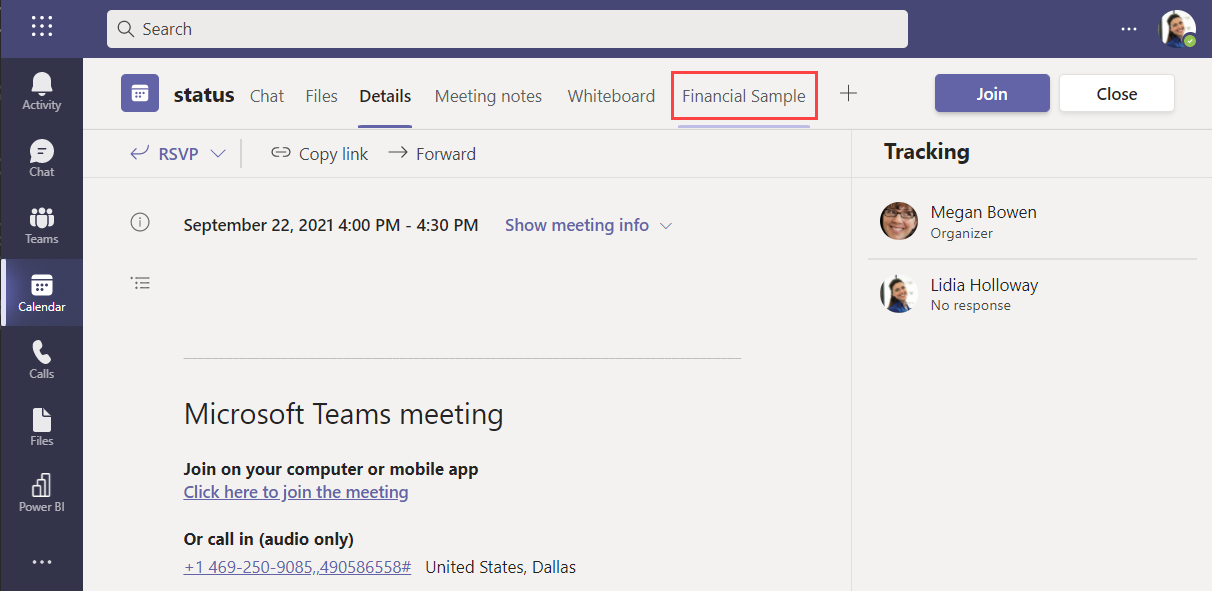 Search
Activity
Chat
Teams
Calendar
Calls
Files
Power BI
status Chat Files Details Meeting notes Whiteboard Financial Sample Join Close
RSVP Copy link Forward
September 22, 2021 4:00 PM - 4:30 PM Show meeting info
Microsoft Teams meeting
Join on your computer or mobile app
Click here to join the meeting
Or call in (audio only)
+1 469-250-9085,,490586558# United States, Dallas
Tracking
Megan Bowen
Organizer
Lidia Holloway
No response